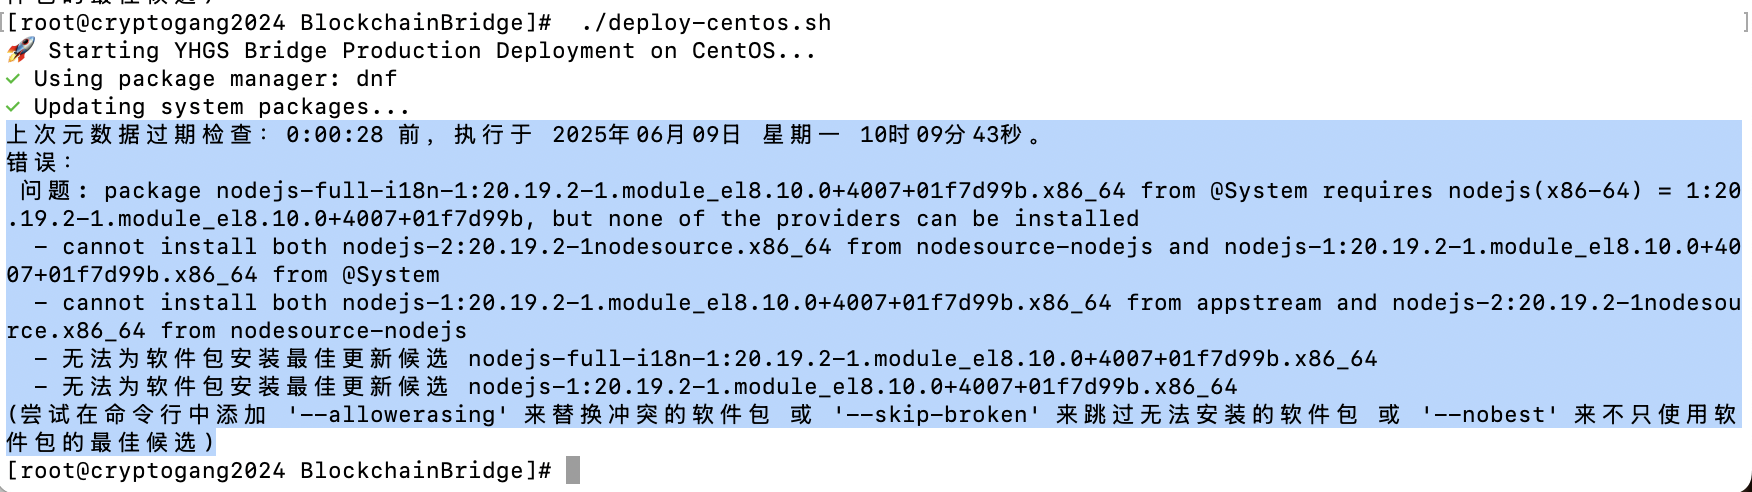 [[root@cryptogang2024 BlockchainBridge]#  ./deploy-centos.sh ]
🚀 Starting YHGS Bridge Production Deployment on CentOS...
✓ Using package manager: dnf
✓ Updating system packages...
上次元数据过期检查：0:00:28 前，执行于 2025年06月09日 星期一 10时09分43秒。
错误：
 问题: package nodejs-full-i18n-1:20.19.2-1.module_el8.10.0+4007+01f7d99b.x86_64 from @System requires nodejs(x86-64) = 1:20
.19.2-1.module_el8.10.0+4007+01f7d99b, but none of the providers can be installed
  - cannot install both nodejs-2:20.19.2-1nodesource.x86_64 from nodesource-nodejs and nodejs-1:20.19.2-1.module_el8.10.0+40
07+01f7d99b.x86_64 from @System
  - cannot install both nodejs-1:20.19.2-1.module_el8.10.0+4007+01f7d99b.x86_64 from appstream and nodejs-2:20.19.2-1nodesou
rce.x86_64 from nodesource-nodejs
  - 无法为软件包安装最佳更新候选 nodejs-full-i18n-1:20.19.2-1.module_el8.10.0+4007+01f7d99b.x86_64
  - 无法为软件包安装最佳更新候选 nodejs-1:20.19.2-1.module_el8.10.0+4007+01f7d99b.x86_64
(尝试在命令行中添加 '--allowerasing' 来替换冲突的软件包 或 '--skip-broken' 来跳过无法安装的软件包 或 '--nobest' 来不只使用软
件包的最佳候选)
[root@cryptogang2024 BlockchainBridge]#